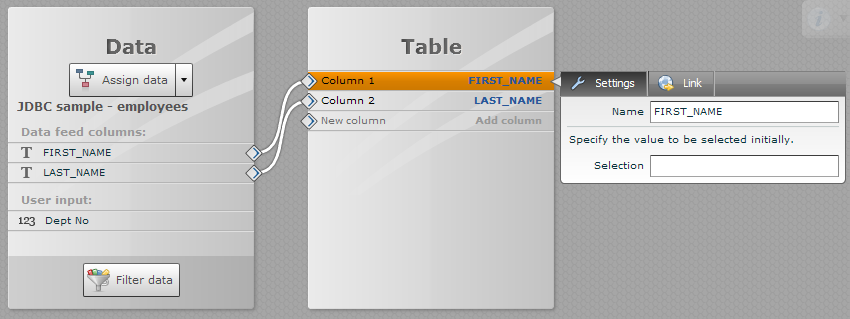 Data
Assign data
JDBC sample - employees
Data feed columns:
T FIRST_NAME
T LAST_NAME
User input:
123 Dept No
Filter data
Table
Column 1 FIRST_NAME
Column 2 LAST_NAME
New column Add column
Settings Link
Name FIRST_NAME
Specify the value to be selected initially.
Selection
i